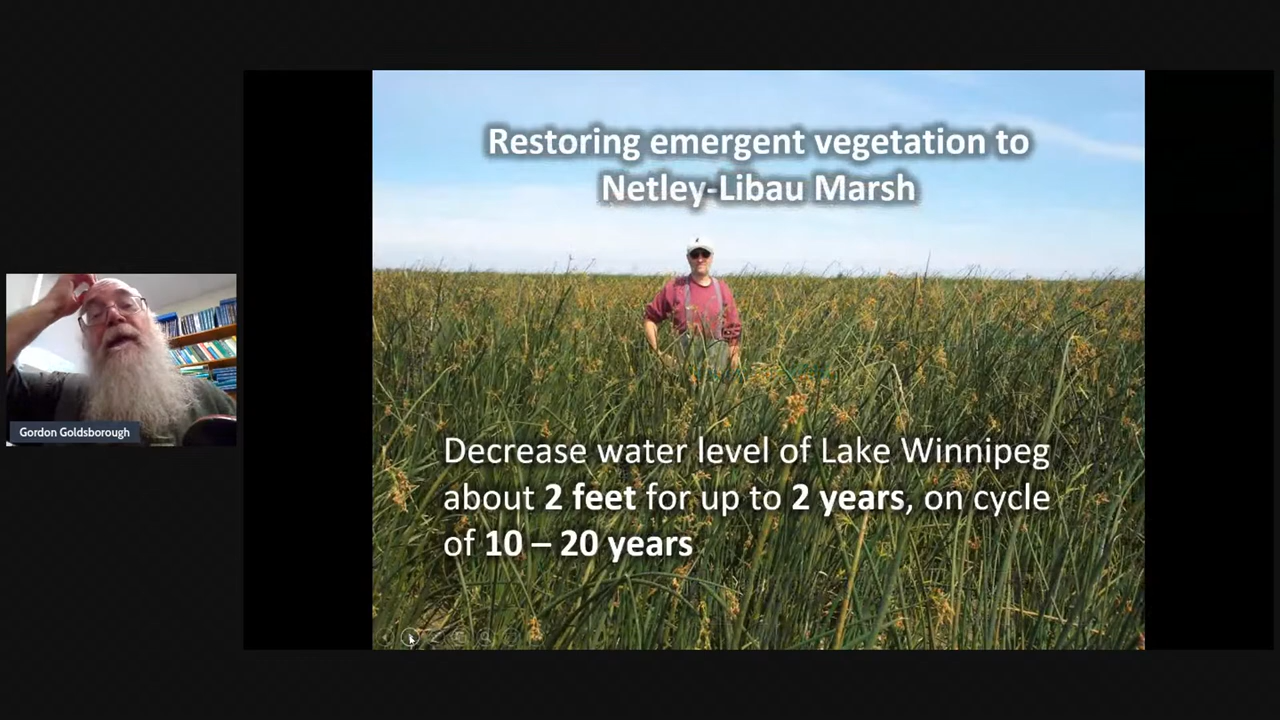 Restoring emergent vegetation to
Netley-Libau Marsh
Gordon Goldsborough
Decrease water level of Lake Winnipeg
about 2 feet for up to 2 years, on cycle
of 10 – 20 years